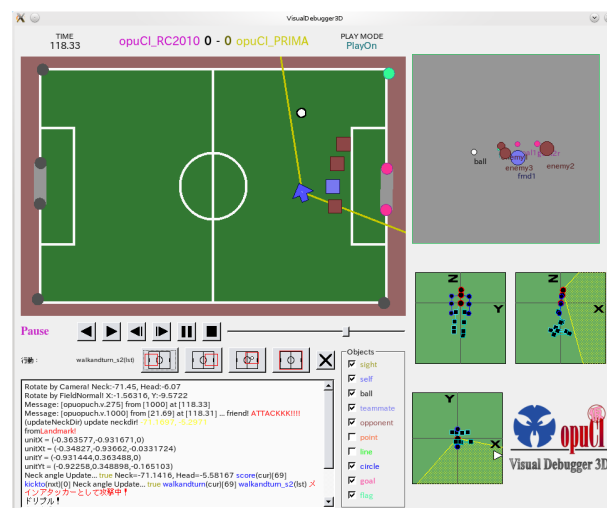 VisualDebugger3D
TIME
118.33
opuCI_RC2010 0 - 0 opuCI_PRIMA
PLAY MODE
PlayOn
ball
enemy2
enemy3
frnd1
Z
Y
Z
X
Y
X
Pause
行動 :
walkandturn_s2(lst)
Objects
sight
self
ball
teammate
opponent
point
line
circle
goal
flag
Rotate by Camera! Neck:-71.45, Head:-6.07
Rotate by FieldNormal! X:-1.56316, Y:-9.5722
Message: [opuopuch.v.275] from [1000] at [118.33]
Message: [opuopuch.v.1000] from [21.69] at [118.31] ... friend! ATTACKKK!!!!
(updateNeckDir) update neckdir!
fromLandmark!
unitX = (-0.363577,-0.931671,0)
unitXt = (-0.34827,-0.93662,-0.0331724)
unitY = (-0.931444,0.363488,0)
unitYt = (-0.92258,0.348898,-0.165103)
Neck angle Update... true Neck=-71.1416, Head=-5.58167 score(cur)[69]
kickto(nxt)[0] Neck angle Update... true walkandturn(cur)[69] walkandturn_s2(lst) メ
インアタッカーとして攻撃中！
ドリブル！
opuCI
Visual Debugger 3D